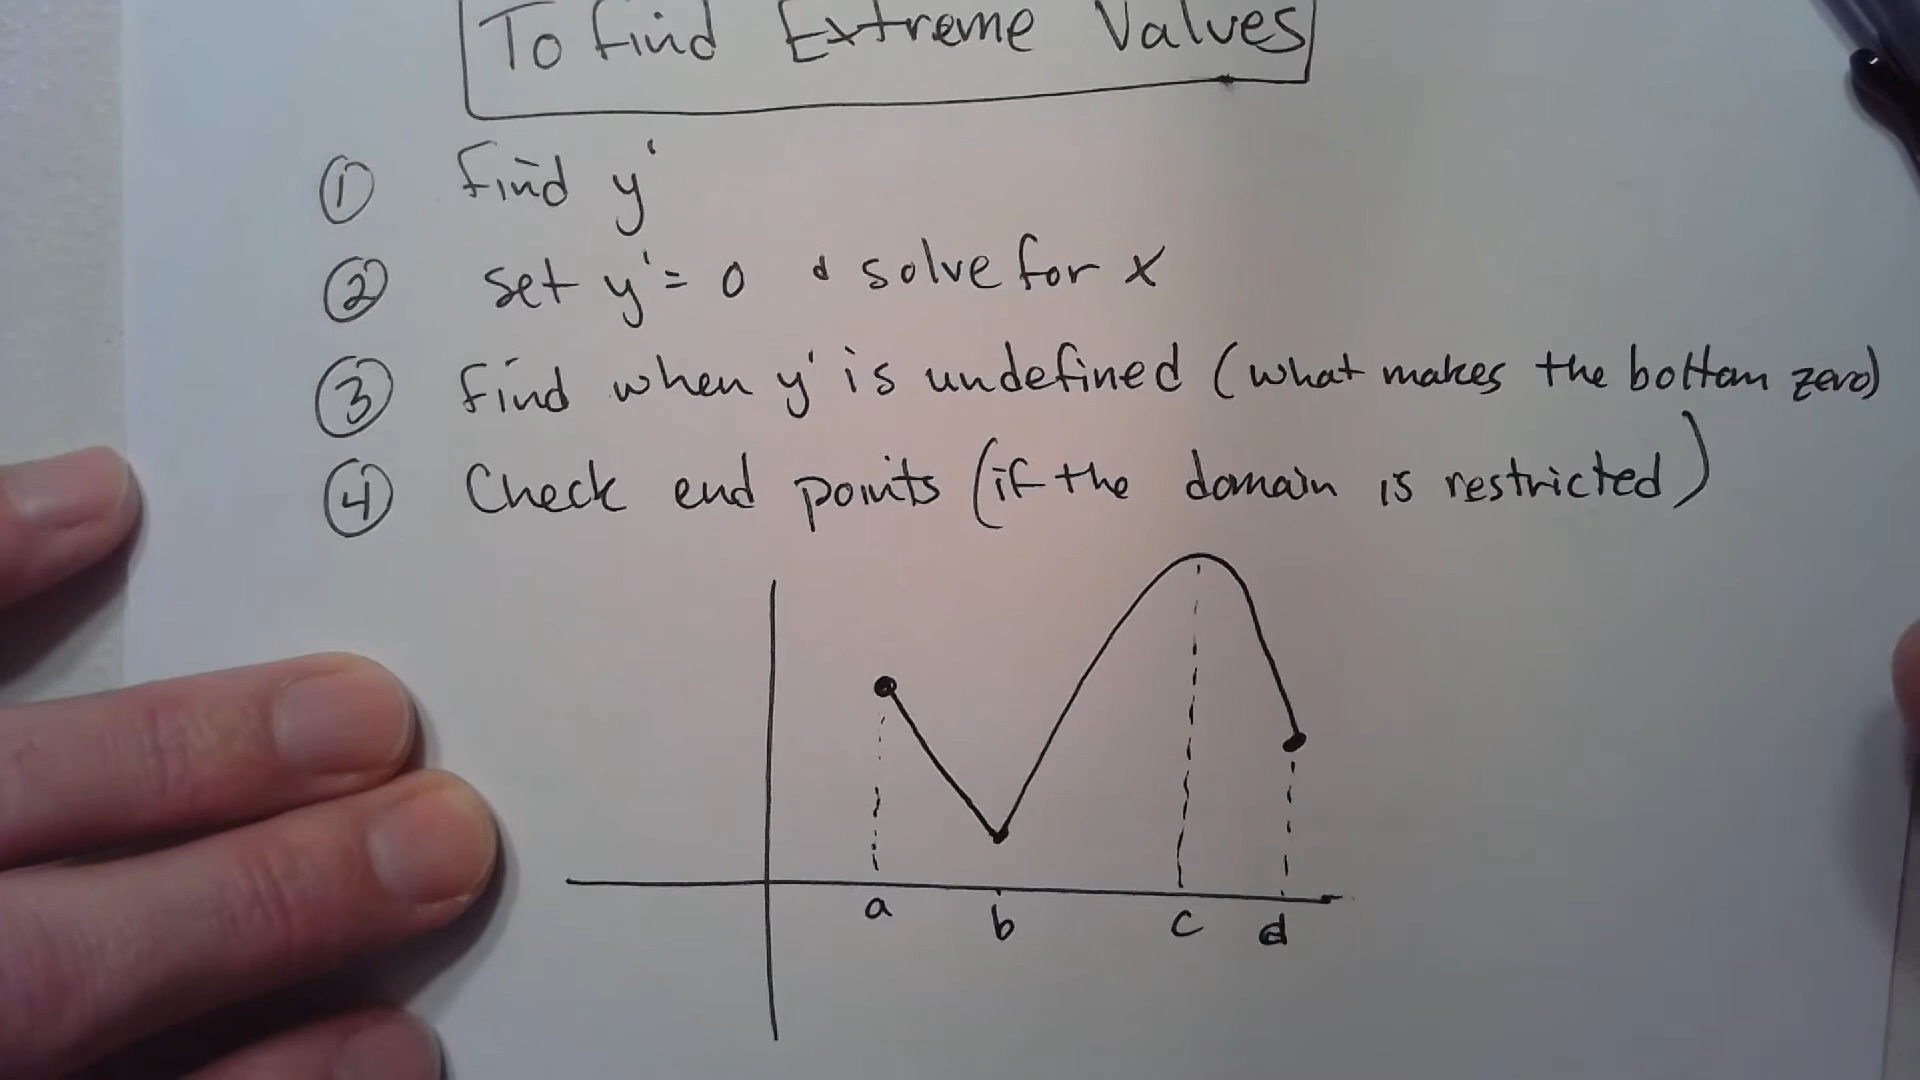 To find Extreme Values
① find y'
② set y' = 0 & solve for x
③ find when y' is undefined (what makes the bottom zero)
④ Check end points (if the domain is restricted)
a b c d